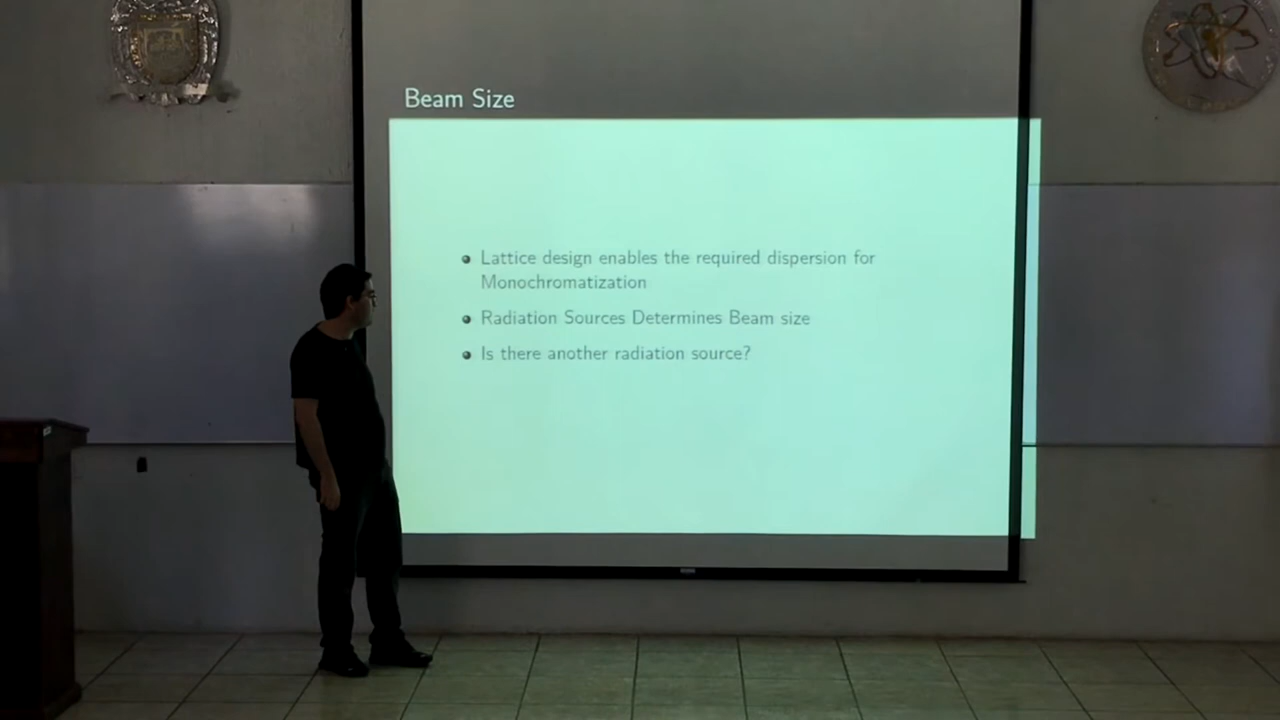 Beam Size
Lattice design enables the required dispersion for
Monochromatization
Radiation Sources Determines Beam size
Is there another radiation source?